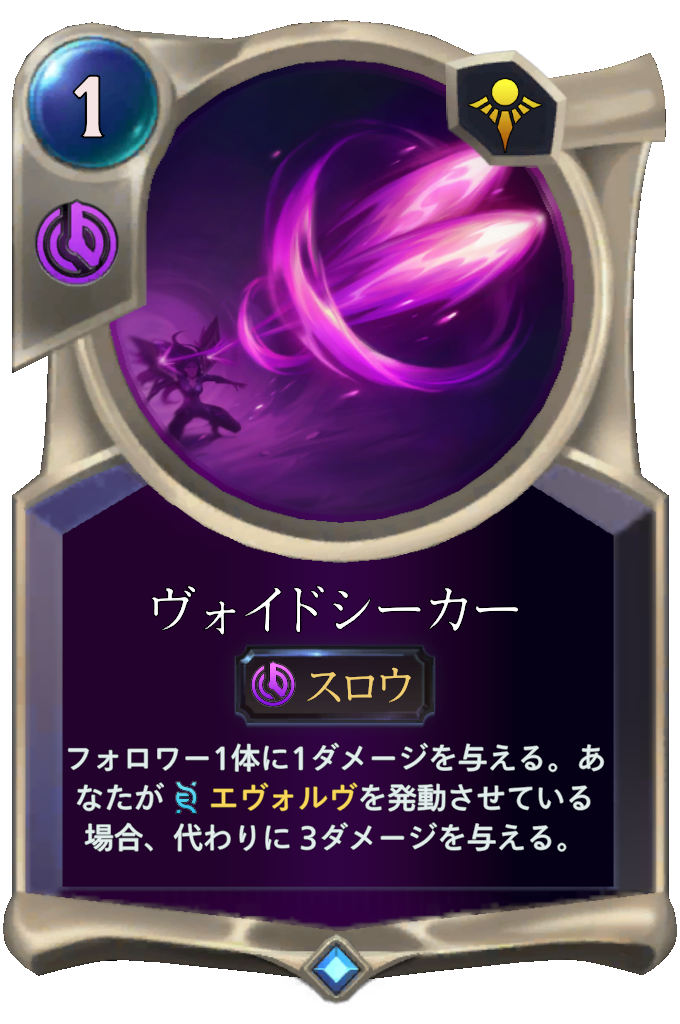 1
ヴォイドシーカー
スロウ
フォロワー1体に1ダメージを与える。あ
なたが エヴォルヴを発動させている
場合、代わりに 3ダメージを与える。